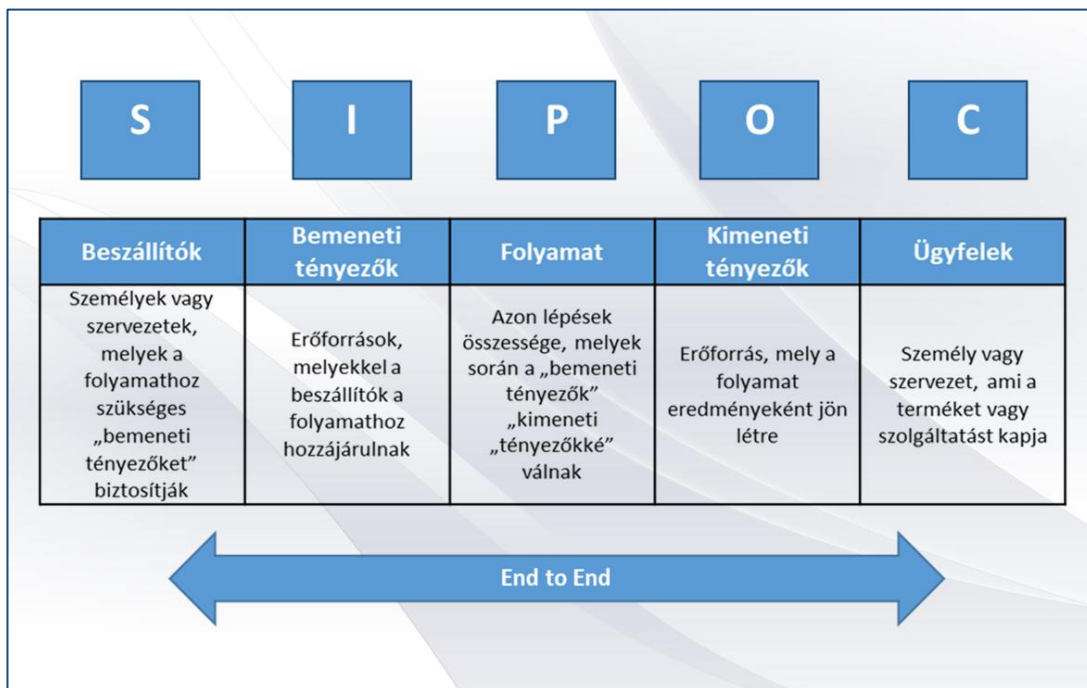 S I P O C
Beszállítók
Bemeneti
tényezők
Folyamat
Kimeneti
tényezők
Ügyfelek
Személyek vagy
szervezetek,
melyek a
folyamathoz
szükséges
„bemeneti
tényezőket”
biztosítják
Erőforrások,
melyekkel a
beszállítók a
folyamathoz
hozzájárulnak
Azon lépések
összessége, melyek
során a „bemeneti
tényezők”
„kimeneti
„tényezőkké”
válnak
Erőforrás, mely a
folyamat
eredményeként jön
létre
Személy vagy
szervezet, ami a
terméket vagy
szolgáltatást kapja
End to End